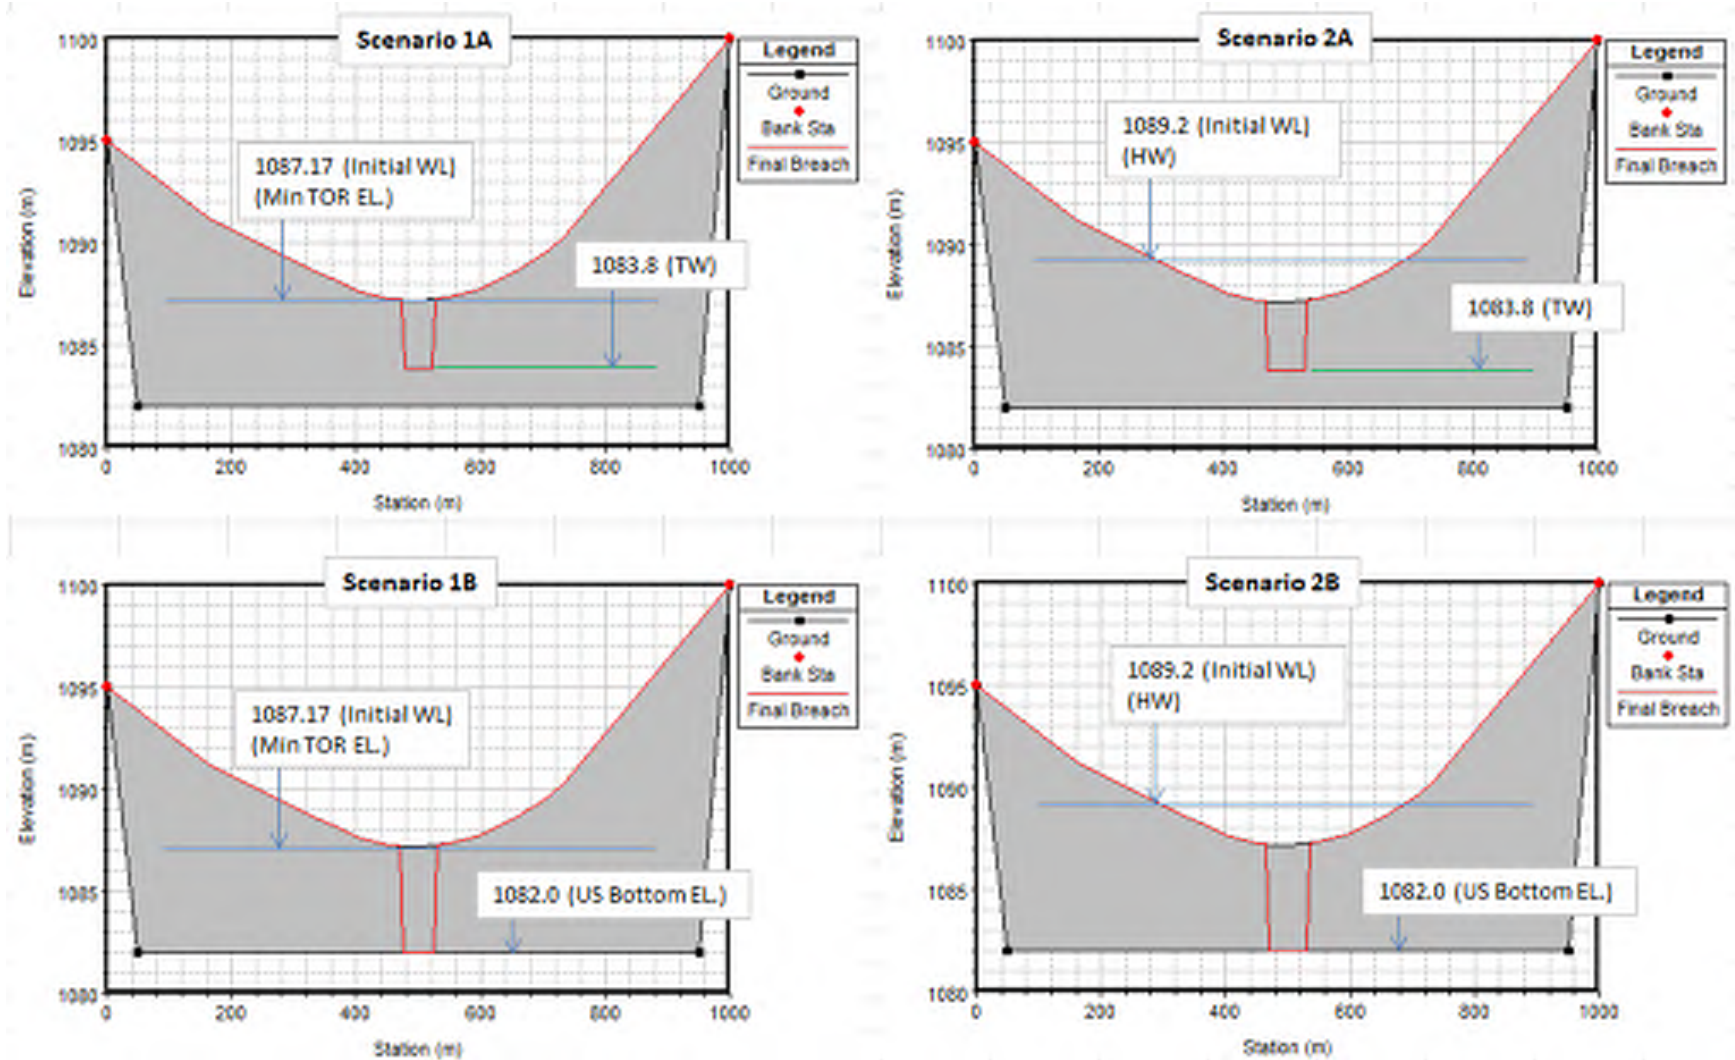 Scenario 1A
1100
1095
1090
1085
1080
Elevation (m)
0 200 400 600 800 1000
Station (m)
1087.17 (Initial WL)
(Min TOR EL.)
1083.8 (TW)
Legend
Ground
Bank Sta
Final Breach
Scenario 2A
1100
1095
1090
1085
1080
Elevation (m)
0 200 400 600 800 1000
Station (m)
1089.2 (Initial WL)
(HW)
1083.8 (TW)
Legend
Ground
Bank Sta
Final Breach
Scenario 1B
1100
1095
1090
1085
1080
Elevation (m)
0 200 400 600 800 1000
Station (m)
1087.17 (Initial WL)
(Min TOR EL.)
1082.0 (US Bottom EL.)
Legend
Ground
Bank Sta
Final Breach
Scenario 2B
1100
1095
1090
1085
1080
Elevation (m)
0 200 400 600 800 1000
Station (m)
1089.2 (Initial WL)
(HW)
1082.0 (US Bottom EL.)
Legend
Ground
Bank Sta
Final Breach